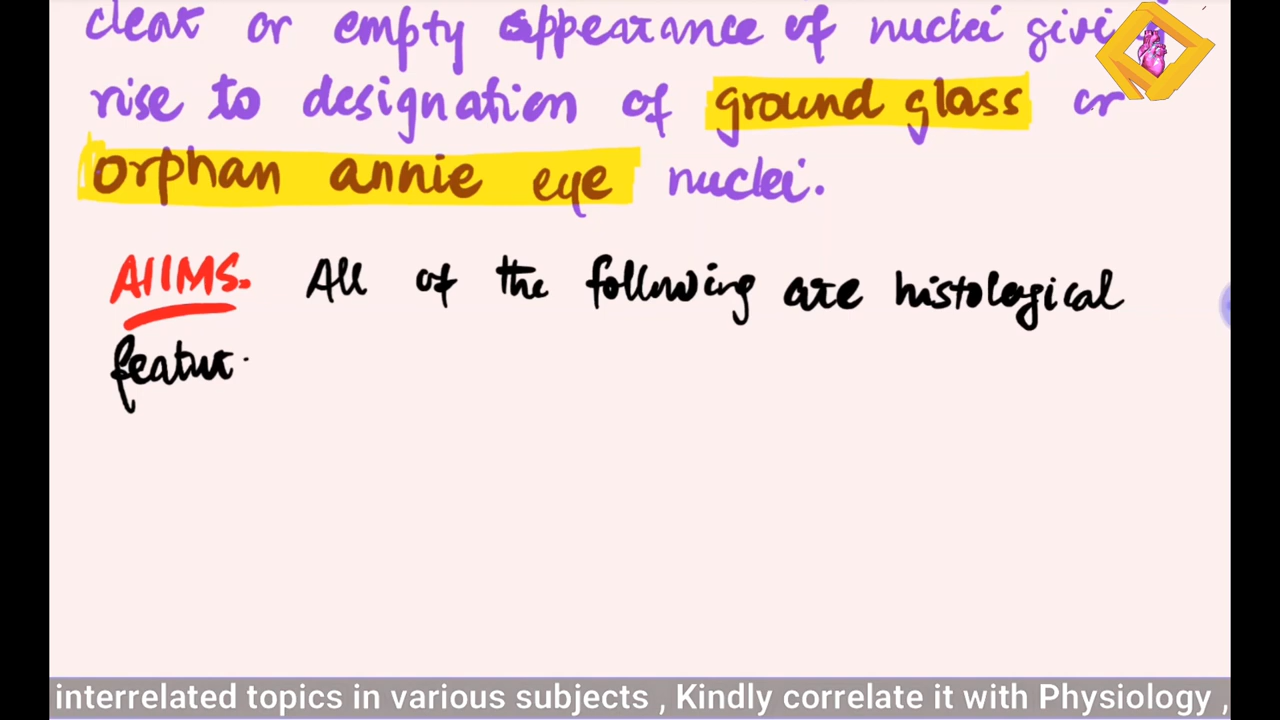 clear or empty appearance of nuclei givi
rise to designation of ground glass or
orphan annie eye nuclei.
AIIMS. All of the following are histological
featur
interrelated topics in various subjects , Kindly correlate it with Physiology ,